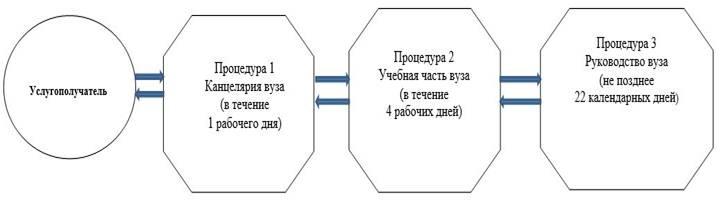 Услугополучатель
Процедура 1
Канцелярия вуза
(в течение
1 рабочего дня)
Процедура 2
Учебная часть вуза
(в течение
4 рабочих дней)
Процедура 3
Руководство вуза
(не позднее
22 календарных дней)